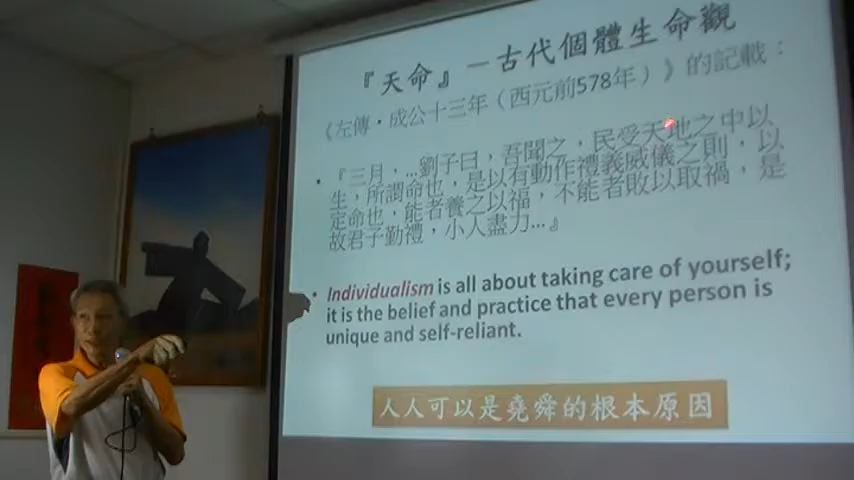 『天命』－古代個體生命觀
《左傳‧成公十三年（西元前578年）》的記載：
• 『三月，…劉子曰，吾聞之，民受天地之中以
生，所謂命也，是以有動作禮義威儀之則，以
定命也，能者養之以福，不能者敗以取禍，是
故君子勤禮，小人盡力…』
• Individualism is all about taking care of yourself;
it is the belief and practice that every person is
unique and self-reliant.
人人可以是堯舜的根本原因